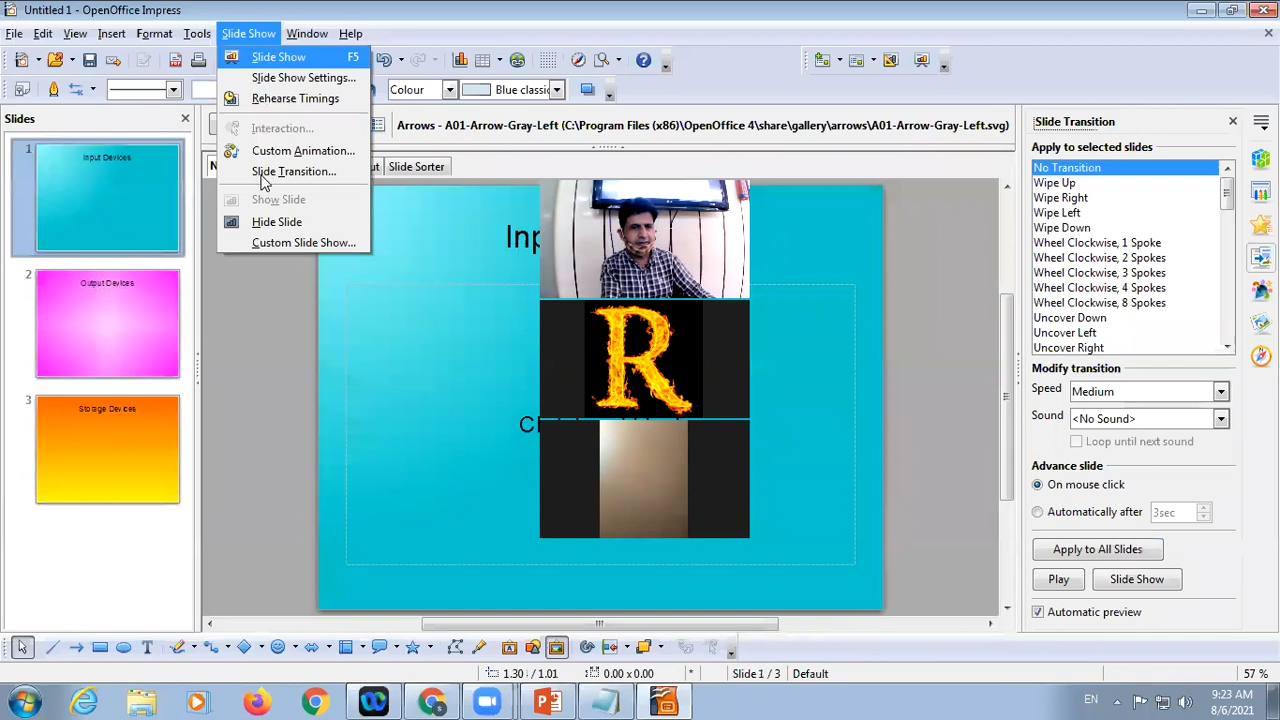 Untitled 1 - OpenOffice Impress
File Edit View Insert Format Tools Slide Show Window Help
Slide Show F5
Slide Show Settings...
Rehearse Timings
Interaction...
Custom Animation...
Slide Transition...
Show Slide
Hide Slide
Custom Slide Show...
Colour
Blue classic
Arrows - A01-Arrow-Gray-Left (C:\Program Files (x86)\OpenOffice 4\share\gallery\arrows\A01-Arrow-Gray-Left.svg)
Slide Sorter
Slides
1
Input Devices
2
Output Devices
3
Storage Devices
Inp
R
Slide Transition
Apply to selected slides
No Transition
Wipe Up
Wipe Right
Wipe Left
Wipe Down
Wheel Clockwise, 1 Spoke
Wheel Clockwise, 2 Spokes
Wheel Clockwise, 3 Spokes
Wheel Clockwise, 4 Spokes
Wheel Clockwise, 8 Spokes
Uncover Down
Uncover Left
Uncover Right
Modify transition
Speed Medium
Sound <No Sound>
Loop until next sound
Advance slide
On mouse click
Automatically after 3sec
Apply to All Slides
Play Slide Show
Automatic preview
1.30 / 1.01 0.00 x 0.00 * Slide 1 / 3 Default 57 %
EN
9:23 AM
8/6/2021